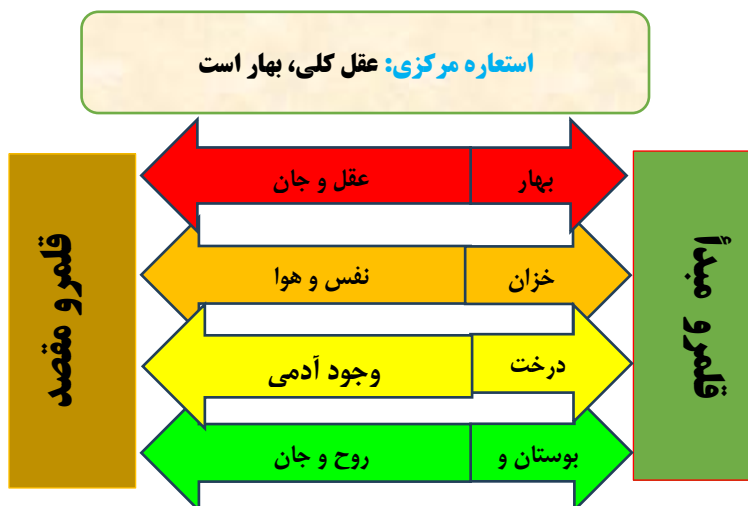 استعاره مرکزی: عقل کلی، بهار است
قلمرو مبدأ
بهار
عقل و جان
خزان
نفس و هوا
درخت
وجود آدمی
بوستان و
روح و جان
قلمرو مقصد